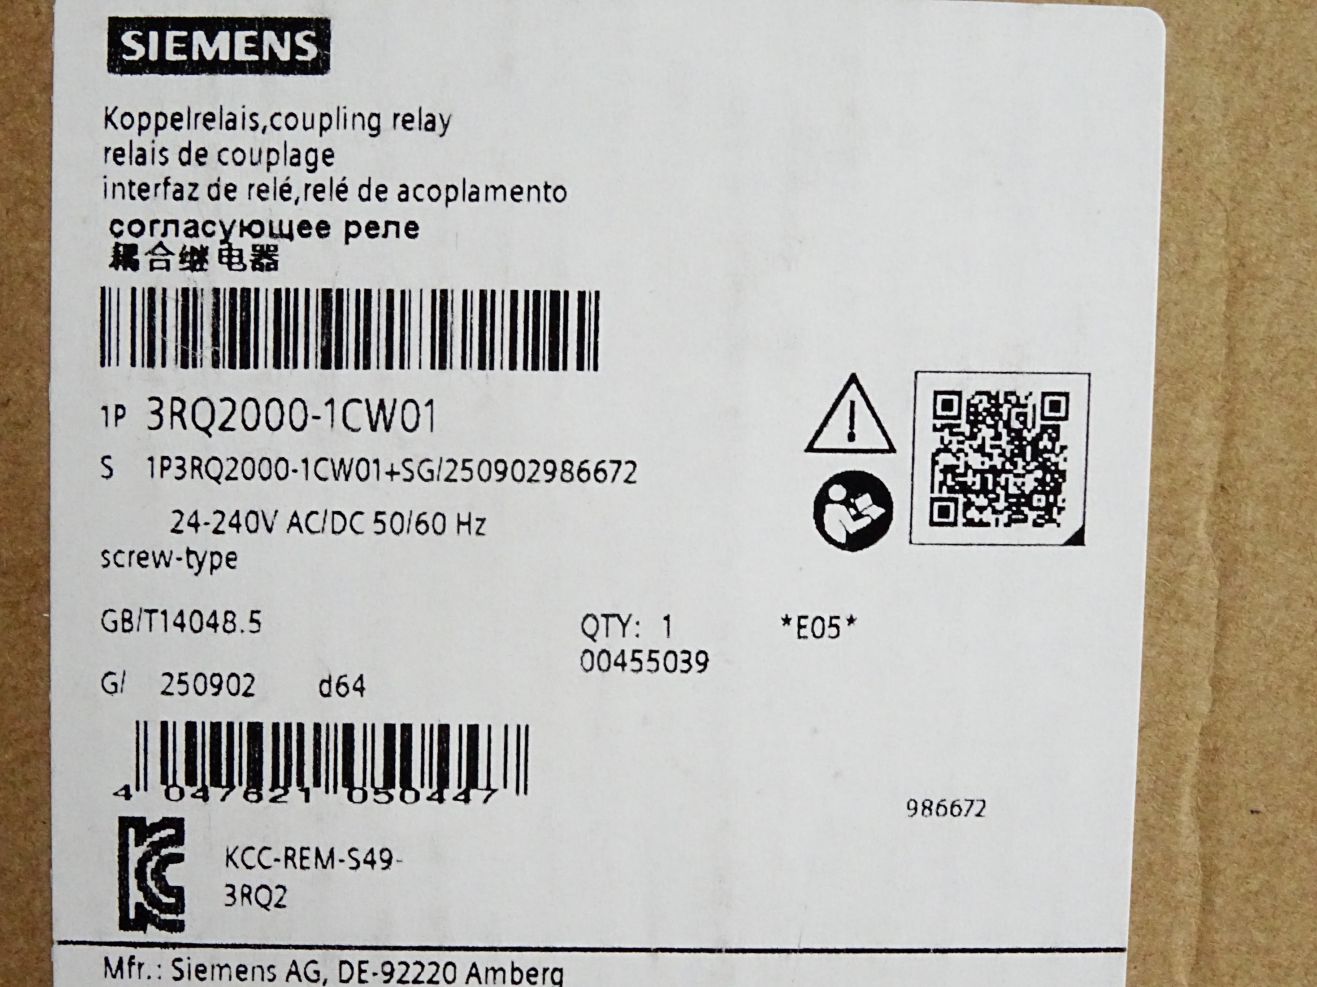 SIEMENS
Koppelrelais,coupling relay
relais de couplage
interfaz de relé,relé de acoplamento
согласующее реле
耦合继电器
1P 3RQ2000-1CW01
S 1P3RQ2000-1CW01+SG/250902986672
24-240V AC/DC 50/60 Hz
screw-type
GB/T14048.5
QTY: 1 *E05*
00455039
G/ 250902 d64
4 047621 050447
986672
KCC-REM-S49-
3RQ2
Mfr.: Siemens AG, DE-92220 Amberg